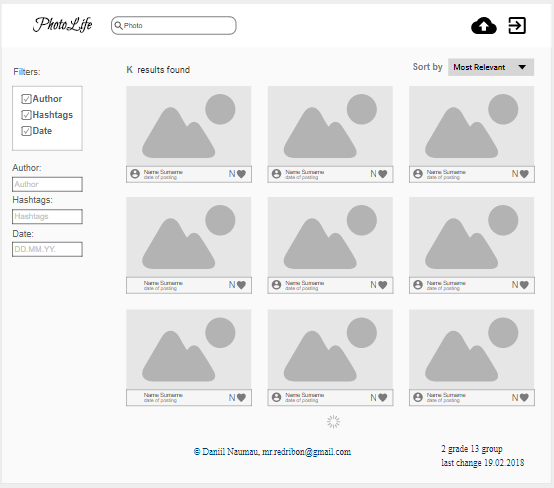 PhotoLife
Photo
Filters:
Author
Hashtags
Date
Author:
Author
Hashtags:
Hashtags
Date:
DD.MM.YY.
K results found
Sort by Most Relevant
Name Surname
date of posting
N
Name Surname
date of posting
N
Name Surname
date of posting
N
Name Surname
date of posting
N
Name Surname
date of posting
N
Name Surname
date of posting
N
Name Surname
date of posting
N
Name Surname
date of posting
N
Name Surname
date of posting
N
© Daniil Naumau, mr.redribon@gmail.com
2 grade 13 group
last change 19.02.2018